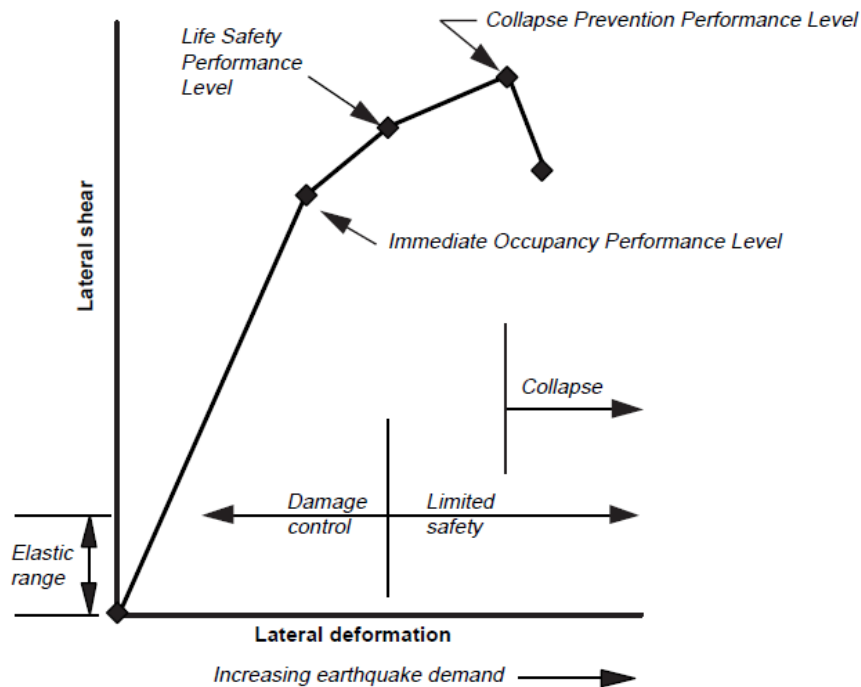 Collapse Prevention Performance Level
Life Safety
Performance
Level
Immediate Occupancy Performance Level
Lateral shear
Collapse
Damage
control
Limited
safety
Elastic
range
Lateral deformation
Increasing earthquake demand